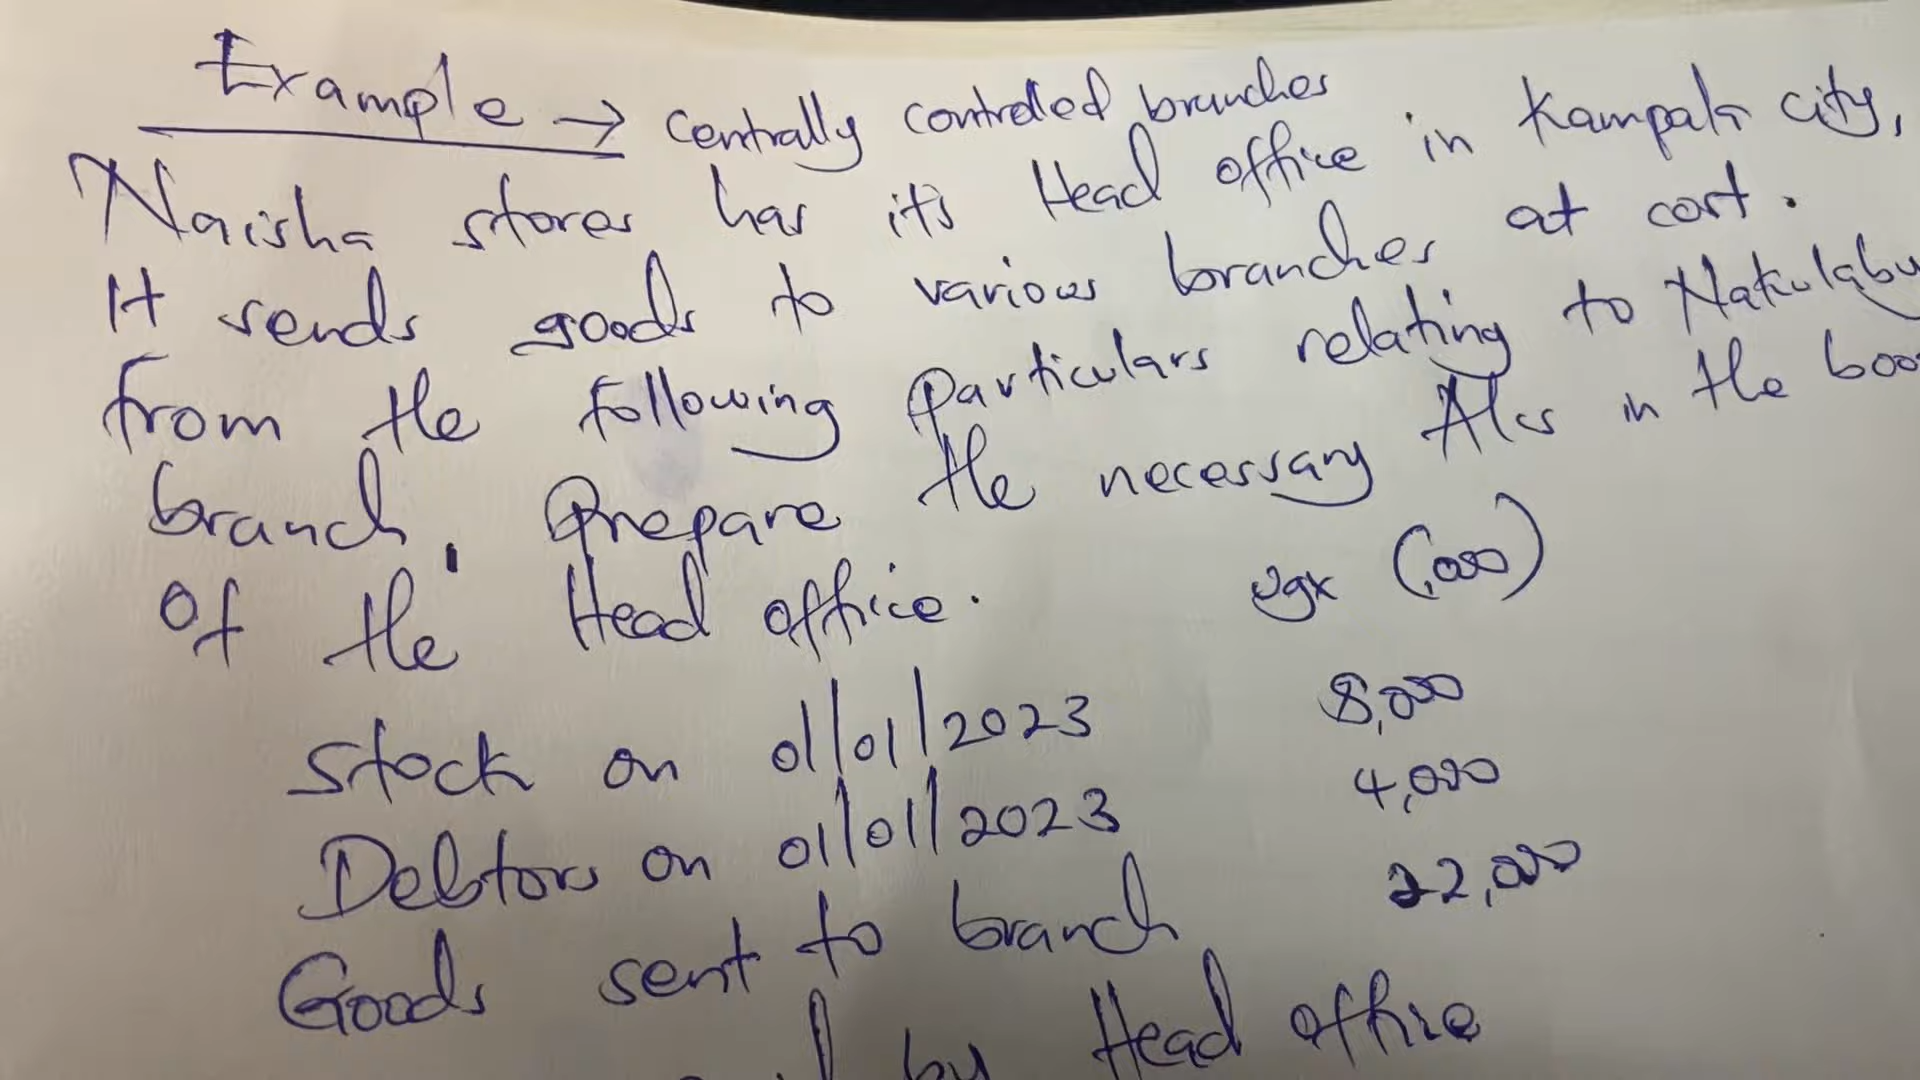 Example → centrally controlled branches
Naisha stores has its Head office in Kampala city,
It sends goods to various branches at cost.
From the following particulars relating to Nakulabu
branch. Prepare the necessary A/cs in the boo
of the Head office.
ugx (,000)
Stock on 01/01/2023 8,000
Debtors on 01/01/2023 4,000
Goods sent to branch 22,000
by Head office